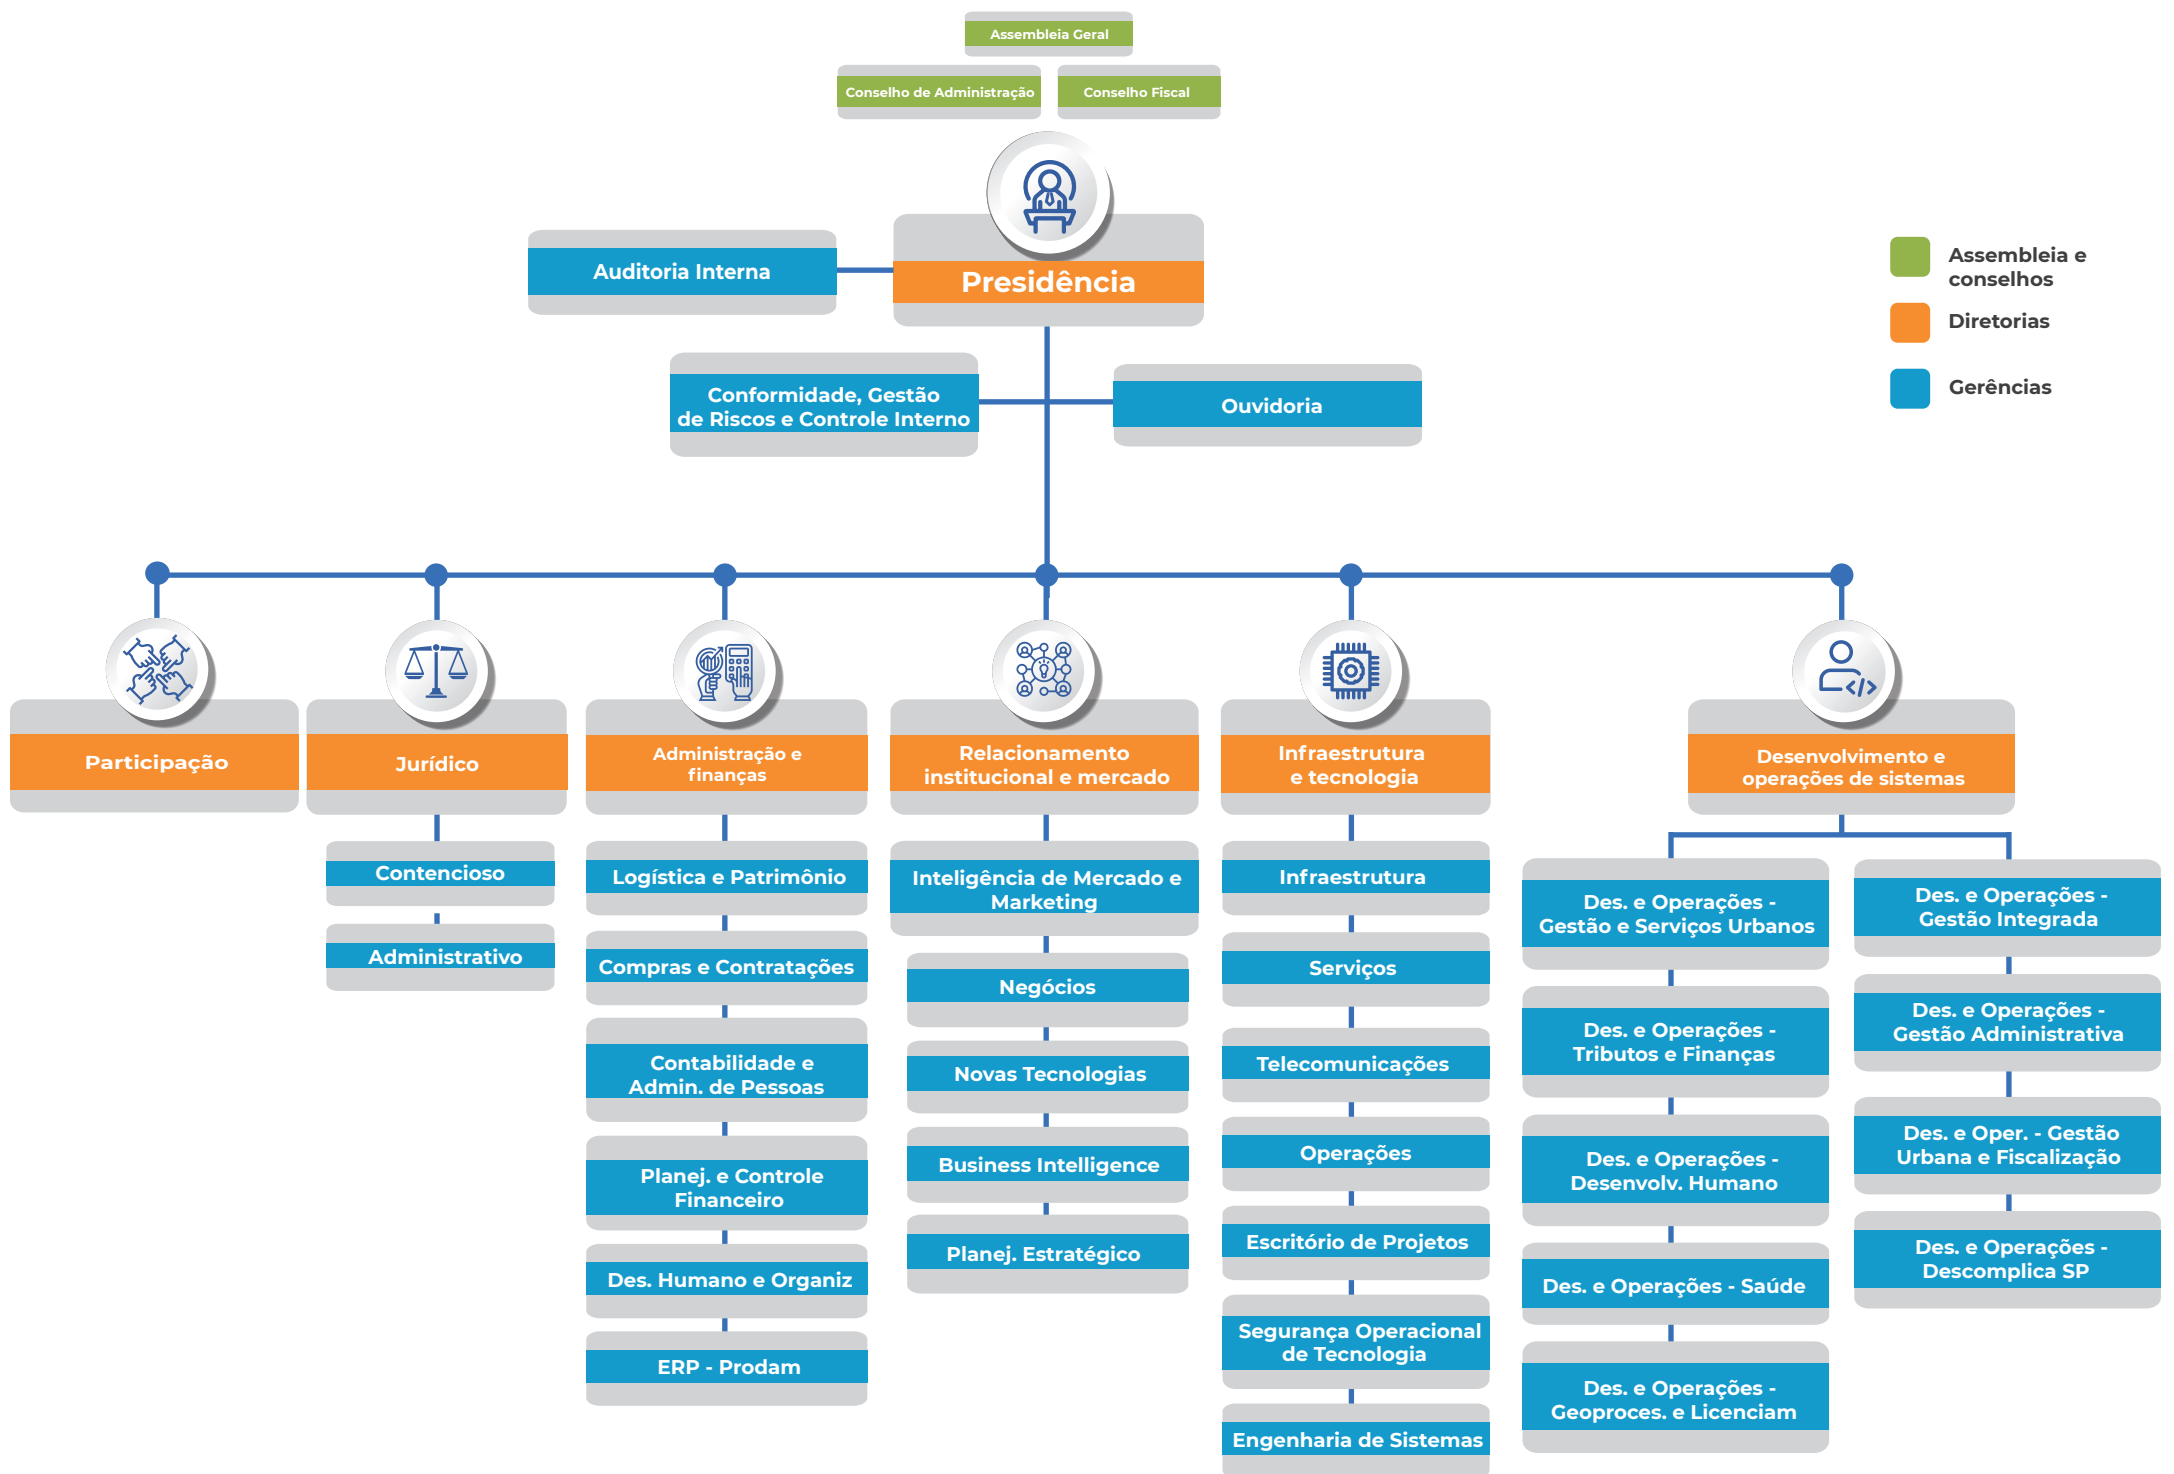 Assembleia Geral
Conselho de Administração
Conselho Fiscal
Auditoria Interna
Presidência
Assembleia e
conselhos
Diretorias
Gerências
Conformidade, Gestão
de Riscos e Controle Interno
Ouvidoria
Participação
Jurídico
Contencioso
Administrativo
Administração e
finanças
Logística e Patrimônio
Compras e Contratações
Contabilidade e
Admin. de Pessoas
Planej. e Controle
Financeiro
Des. Humano e Organiz
ERP - Prodam
Relacionamento
institucional e mercado
Inteligência de Mercado e
Marketing
Negócios
Novas Tecnologias
Business Intelligence
Planej. Estratégico
Infraestrutura
e tecnologia
Infraestrutura
Serviços
Telecomunicações
Operações
Escritório de Projetos
Segurança Operacional
de Tecnologia
Engenharia de Sistemas
Desenvolvimento e
operações de sistemas
Des. e Operações -
Gestão e Serviços Urbanos
Des. e Operações -
Tributos e Finanças
Des. e Operações -
Desenvolv. Humano
Des. e Operações - Saúde
Des. e Operações -
Geoproces. e Licenciam
Des. e Operações -
Gestão Integrada
Des. e Operações -
Gestão Administrativa
Des. e Oper. - Gestão
Urbana e Fiscalização
Des. e Operações -
Descomplica SP